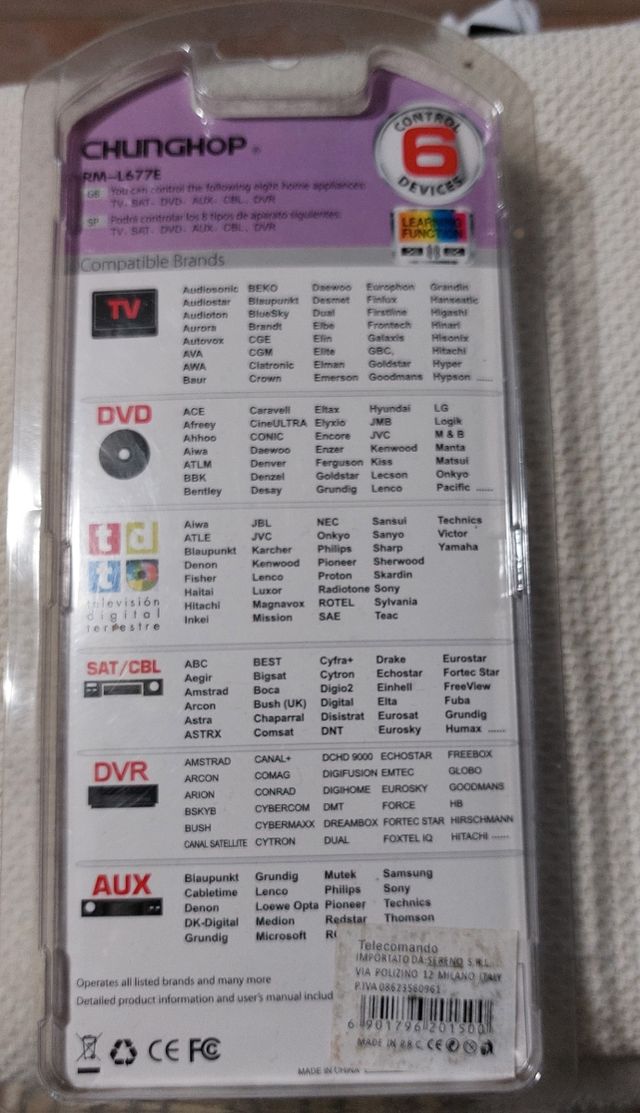 CHUNGHOP ®
CONTROL
6
DEVICES
RM-L677E
LEARNING
FUNCTION
GB You can control the following eight home appliances:
TV、SAT、DVD、AUX、CBL、DVR
SP Podrá controlar los 8 tipos de aparato siguientes:
TV、SAT、DVD、AUX、CBL、DVR
Compatible Brands
TV
Audiosonic BEKO Daewoo Europhon Grandin
Audiostar Blaupunkt Desmet Finlux Hanseatic
Audioton BlueSky Dual Firstline Higashi
Aurora Brandt Elbe Frontech Hinari
Autovox CGE Elin Galaxis Hisonix
AVA CGM Elite GBC, Hitachi
AWA Clatronic Elman Goldstar Hyper
Baur Crown Emerson Goodmans Hypson ......
DVD
ACE Caravell Eltax Hyundai LG
Afreey CineULTRA Elyxio JMB Logik
Ahhoo CONIC Encore JVC M & B
Aiwa Daewoo Enzer Kenwood Manta
ATLM Denver Ferguson Kiss Matsui
BBK Denzel Goldstar Lecson Onkyo
Bentley Desay Grundig Lenco Pacific ......
tdt
televisión
digital
terrestre
Aiwa JBL NEC Sansui Technics
ATLE JVC Onkyo Sanyo Victor
Blaupunkt Karcher Philips Sharp Yamaha
Denon Kenwood Pioneer Sherwood
Fisher Lenco Proton Skardin
Haitai Luxor Radiotone Sony
Hitachi Magnavox ROTEL Sylvania
Inkei Mission SAE Teac
SAT/CBL
ABC BEST Cyfra+ Drake Eurostar
Aegir Bigsat Cytron Echostar Fortec Star
Amstrad Boca Digio2 Einhell FreeView
Arcon Bush (UK) Digital Elta Fuba
Astra Chaparral Disistrat Eurosat Grundig
ASTRX Comsat DNT Eurosky Humax ......
DVR
AMSTRAD CANAL+ DCHD 9000 ECHOSTAR FREEBOX
ARCON COMAG DIGIFUSION EMTEC GLOBO
ARION CONRAD DIGIHOME EUROSKY GOODMANS
BSKYB CYBERCOM DMT FORCE HB
BUSH CYBERMAXX DREAMBOX FORTEC STAR HIRSCHMANN
CANAL SATELLITE CYTRON DUAL FOXTEL IQ HITACHI ......
AUX
Blaupunkt Grundig Mutek Samsung
Cabletime Lenco Philips Sony
Denon Loewe Opta Pioneer Technics
DK-Digital Medion Redstar Thomson
Grundig Microsoft
Operates all listed brands and many more
Detailed product information and user's manual includ
Telecomando
IMPORTATO DA:SERENO S.R.L.
VIA POLIZINO 12 MILANO ITALY
P.IVA 08623560961
6 901796 201500
MADE IN P.R.C. CE
CE FC
MADE IN CHINA